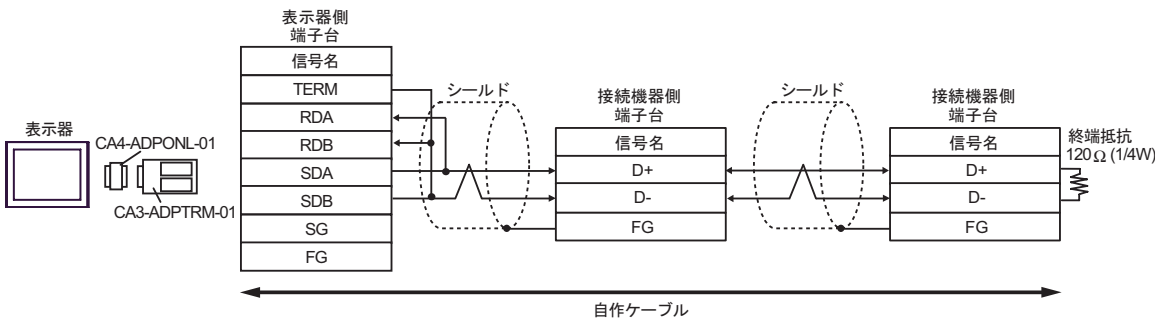 表示器
CA4-ADPONL-01
CA3-ADPTRM-01
表示器側
端子台
信号名
TERM
RDA
RDB
SDA
SDB
SG
FG
シールド
接続機器側
端子台
信号名
D+
D-
FG
シールド
接続機器側
端子台
信号名
D+
D-
FG
終端抵抗
120Ω (1/4W)
自作ケーブル